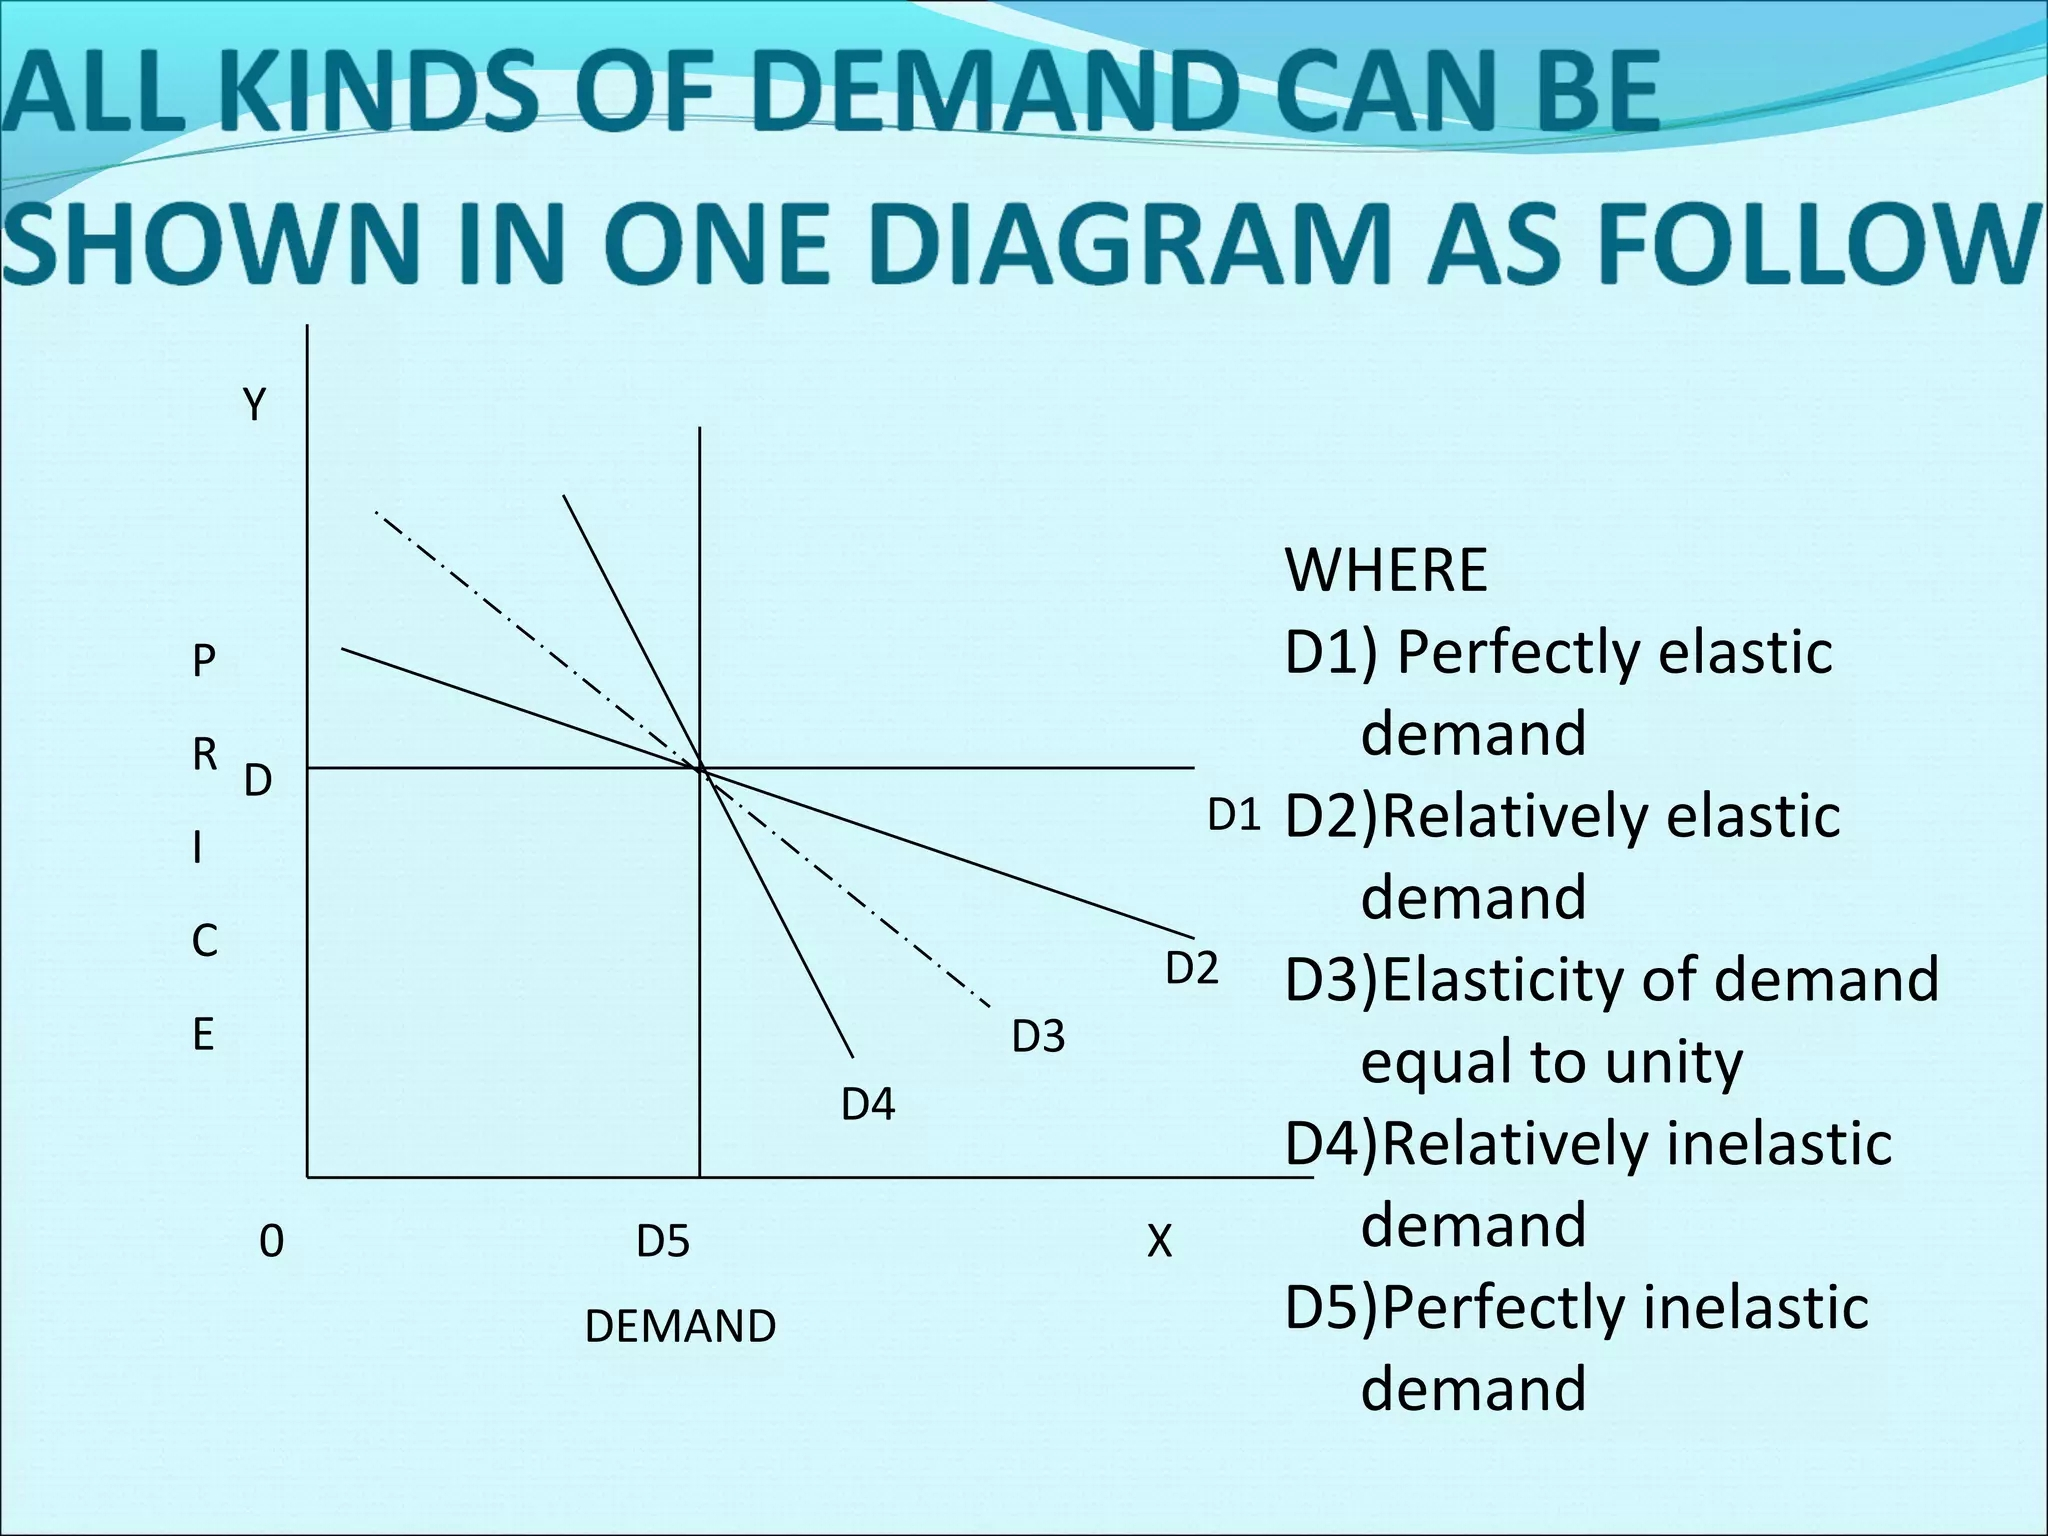 ALL KINDS OF DEMAND CAN BE
SHOWN IN ONE DIAGRAM AS FOLLOW
Y
P
R
I
C
E
D
D1
D2
D3
D4
0
D5
X
DEMAND
WHERE
D1) Perfectly elastic
demand
D2)Relatively elastic
demand
D3)Elasticity of demand
equal to unity
D4)Relatively inelastic
demand
D5)Perfectly inelastic
demand